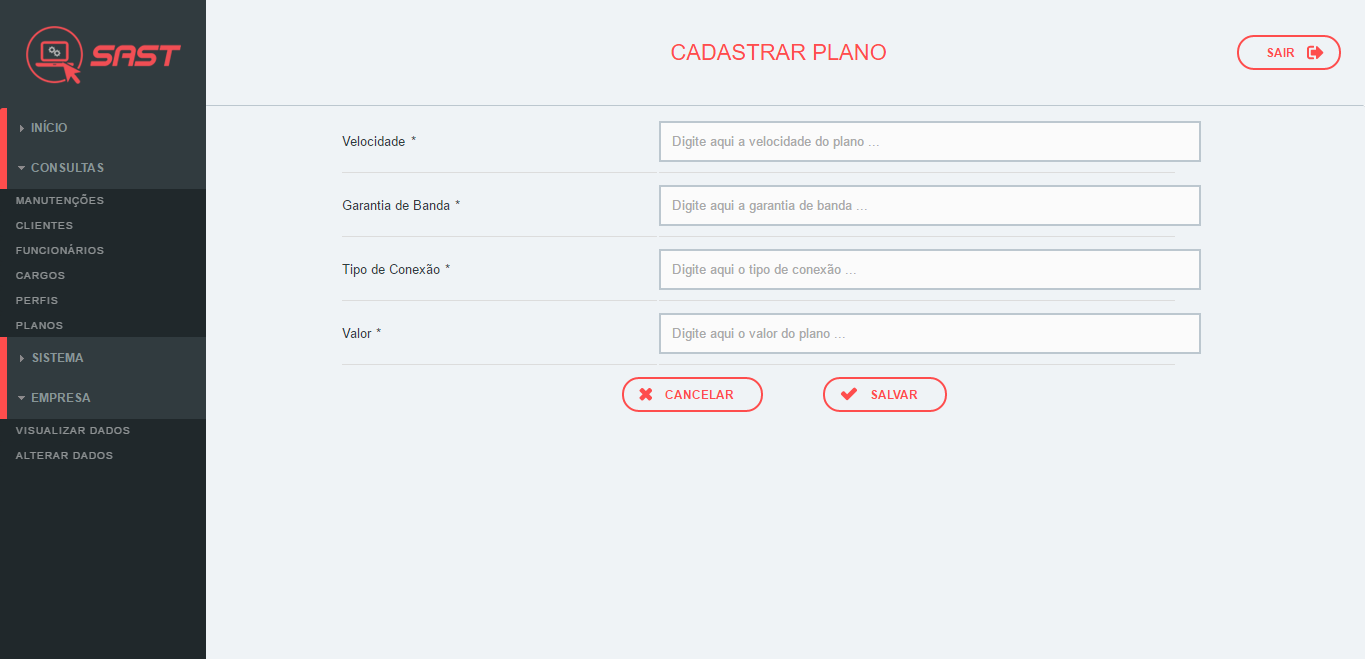 SAST
CADASTRAR PLANO
SAIR
INÍCIO
CONSULTAS
MANUTENÇÕES
CLIENTES
FUNCIONÁRIOS
CARGOS
PERFIS
PLANOS
SISTEMA
EMPRESA
VISUALIZAR DADOS
ALTERAR DADOS
Velocidade * Digite aqui a velocidade do plano ...
Garantia de Banda * Digite aqui a garantia de banda ...
Tipo de Conexão * Digite aqui o tipo de conexão ...
Valor * Digite aqui o valor do plano ...
CANCELAR SALVAR